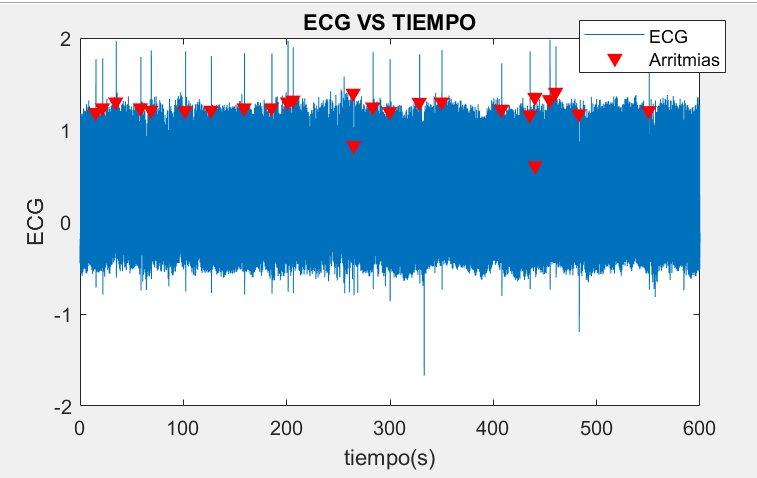 ECG VS TIEMPO
ECG
Arritmias
2
1
0
-1
-2
ECG
0
100
200
300
400
500
600
tiempo(s)